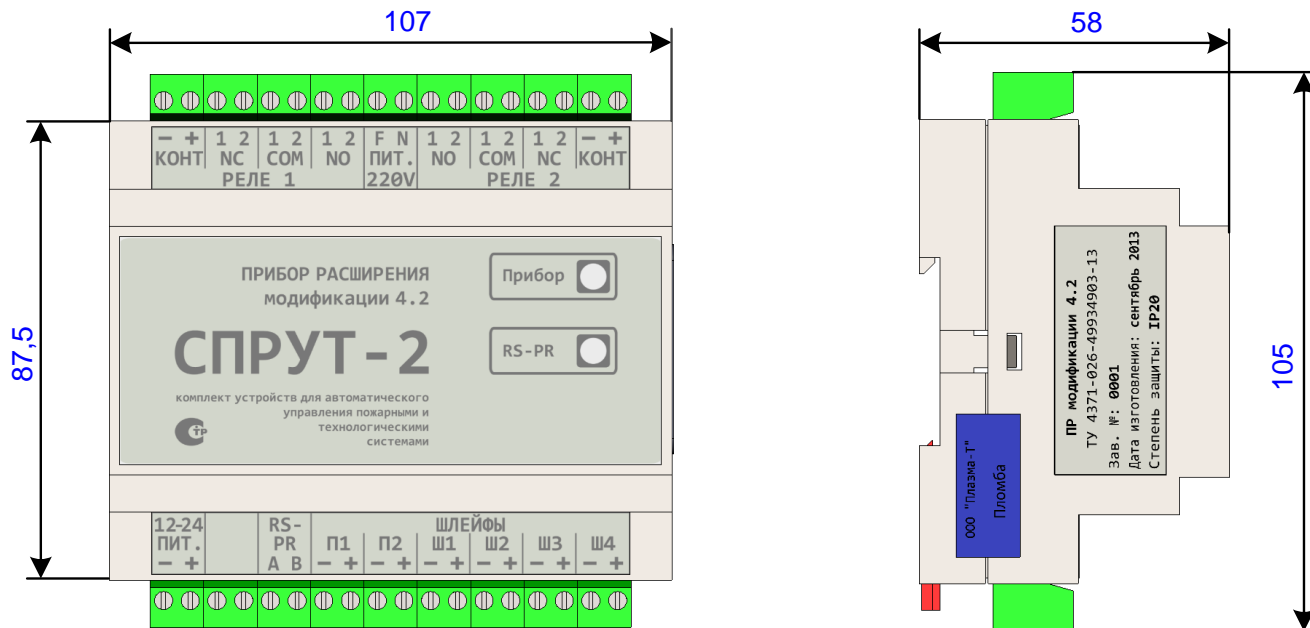 107
58
87,5
105
− + 1 2 1 2 1 2 F N 1 2 1 2 1 2 − +
КОНТ NC COM NO ПИТ. NO COM NC КОНТ
РЕЛЕ 1 220V РЕЛЕ 2
ПРИБОР РАСШИРЕНИЯ
модификации 4.2
СПРУТ-2
комплект устройств для автоматического
управления пожарными и
технологическими
системами
СТР
Прибор
RS-PR
12-24 RS- ШЛЕЙФЫ
ПИТ. PR П1 П2 Ш1 Ш2 Ш3 Ш4
− + A B − + − + − + − + − + − +
ПР модификации 4.2
ТУ 4371-026-49934903-13
Зав. №: 0001
Дата изготовления: сентябрь 2013
Степень защиты: IP20
ООО "Плазма-Т"
Пломба